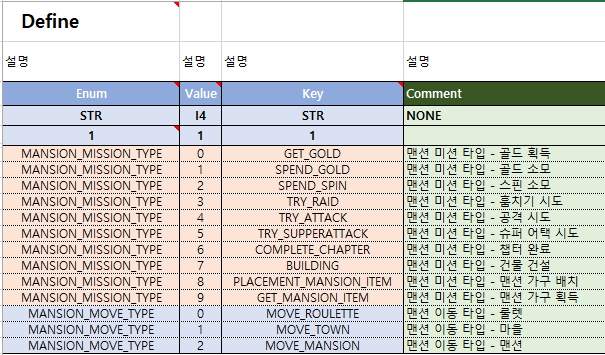 Define
설명 설명 설명 설명
Enum Value Key Comment
STR I4 STR NONE
1 1 1
MANSION_MISSION_TYPE 0 GET_GOLD 맨션 미션 타입 - 골드 획득
MANSION_MISSION_TYPE 1 SPEND_GOLD 맨션 미션 타입 - 골드 소모
MANSION_MISSION_TYPE 2 SPEND_SPIN 맨션 미션 타입 - 스핀 소모
MANSION_MISSION_TYPE 3 TRY_RAID 맨션 미션 타입 - 훔치기 시도
MANSION_MISSION_TYPE 4 TRY_ATTACK 맨션 미션 타입 - 공격 시도
MANSION_MISSION_TYPE 5 TRY_SUPPERATTACK 맨션 미션 타입 - 슈퍼 어택 시도
MANSION_MISSION_TYPE 6 COMPLETE_CHAPTER 맨션 미션 타입 - 챕터 완료
MANSION_MISSION_TYPE 7 BUILDING 맨션 미션 타입 - 건물 건설
MANSION_MISSION_TYPE 8 PLACEMENT_MANSION_ITEM 맨션 미션 타입 - 맨션 가구 배치
MANSION_MISSION_TYPE 9 GET_MANSION_ITEM 맨션 미션 타입 - 맨션 가구 획득
MANSION_MOVE_TYPE 0 MOVE_ROULETTE 맨션 이동 타입 - 룰렛
MANSION_MOVE_TYPE 1 MOVE_TOWN 맨션 이동 타입 - 마을
MANSION_MOVE_TYPE 2 MOVE_MANSION 맨션 이동 타입 - 맨션